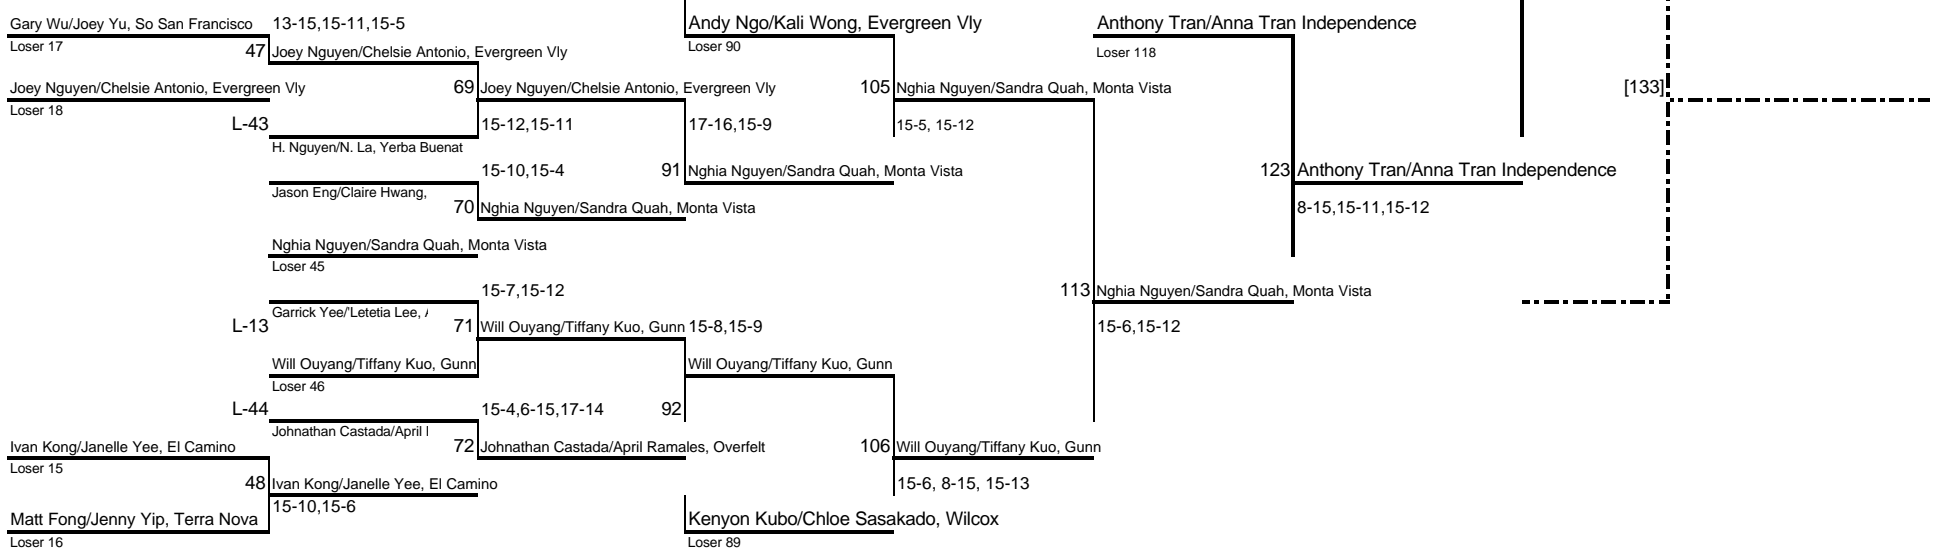 Gary Wu/Joey Yu, So San Francisco 13-15,15-11,15-5 Andy Ngo/Kali Wong, Evergreen Vly Anthony Tran/Anna Tran Independence
Loser 17 47 Joey Nguyen/Chelsie Antonio, Evergreen Vly Loser 90 Loser 118
Joey Nguyen/Chelsie Antonio, Evergreen Vly 69 Joey Nguyen/Chelsie Antonio, Evergreen Vly 105 Nghia Nguyen/Sandra Quah, Monta Vista [133]
Loser 18
L-43 15-12,15-11 17-16,15-9 15-5, 15-12
H. Nguyen/N. La, Yerba Buenat
15-10,15-4 91 Nghia Nguyen/Sandra Quah, Monta Vista 123 Anthony Tran/Anna Tran Independence
Jason Eng/Claire Hwang,
70 Nghia Nguyen/Sandra Quah, Monta Vista 8-15,15-11,15-12
Nghia Nguyen/Sandra Quah, Monta Vista
Loser 45
15-7,15-12 113 Nghia Nguyen/Sandra Quah, Monta Vista
Garrick Yee/'Letetia Lee,
L-13 71 Will Ouyang/Tiffany Kuo, Gunn 15-8,15-9 15-6,15-12
Will Ouyang/Tiffany Kuo, Gunn Will Ouyang/Tiffany Kuo, Gunn
Loser 46
L-44 15-4,6-15,17-14 92
Johnathan Castada/April
Ivan Kong/Janelle Yee, El Camino 72 Johnathan Castada/April Ramales, Overfelt 106 Will Ouyang/Tiffany Kuo, Gunn
Loser 15
48 Ivan Kong/Janelle Yee, El Camino 15-6, 8-15, 15-13
15-10,15-6
Matt Fong/Jenny Yip, Terra Nova Kenyon Kubo/Chloe Sasakado, Wilcox
Loser 16 Loser 89